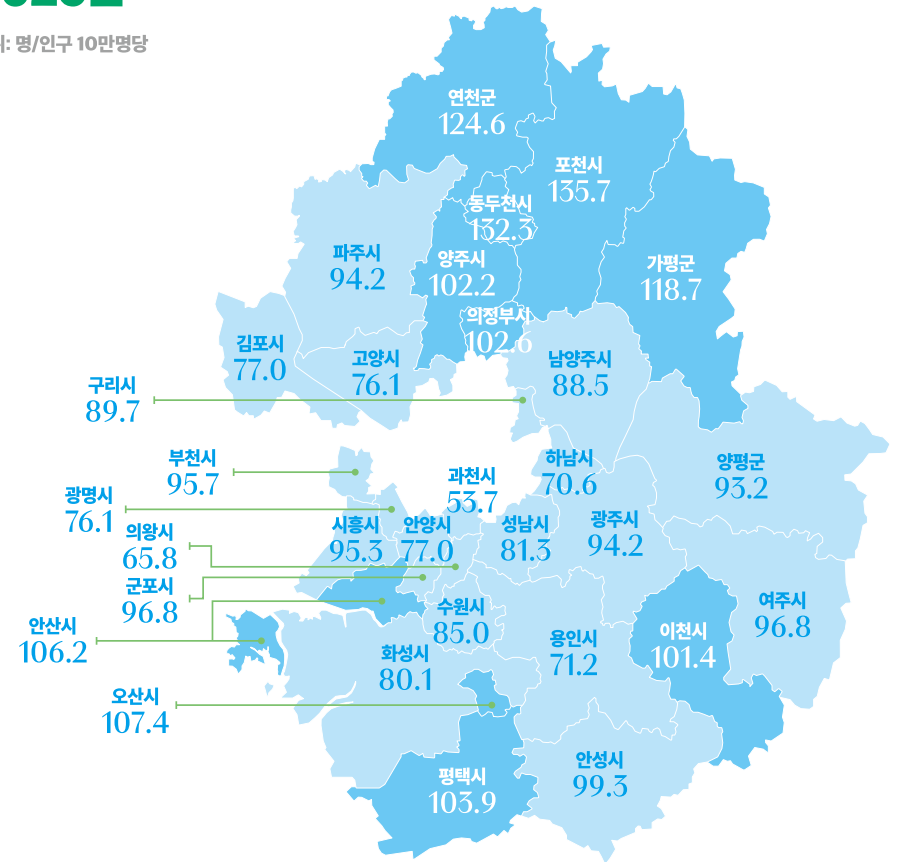 명/인구 10만명당
연천군
124.6
포천시
135.7
동두천시
132.3
파주시
94.2
양주시
102.2
가평군
118.7
의정부시
102.6
김포시
77.0
고양시
76.1
남양주시
88.5
구리시
89.7
부천시
95.7
과천시
53.7
하남시
70.6
양평군
93.2
광명시
76.1
시흥시
95.3
안양시
77.0
성남시
81.3
광주시
94.2
의왕시
65.8
군포시
96.8
수원시
85.0
여주시
96.8
안산시
106.2
화성시
80.1
용인시
71.2
이천시
101.4
오산시
107.4
평택시
103.9
안성시
99.3